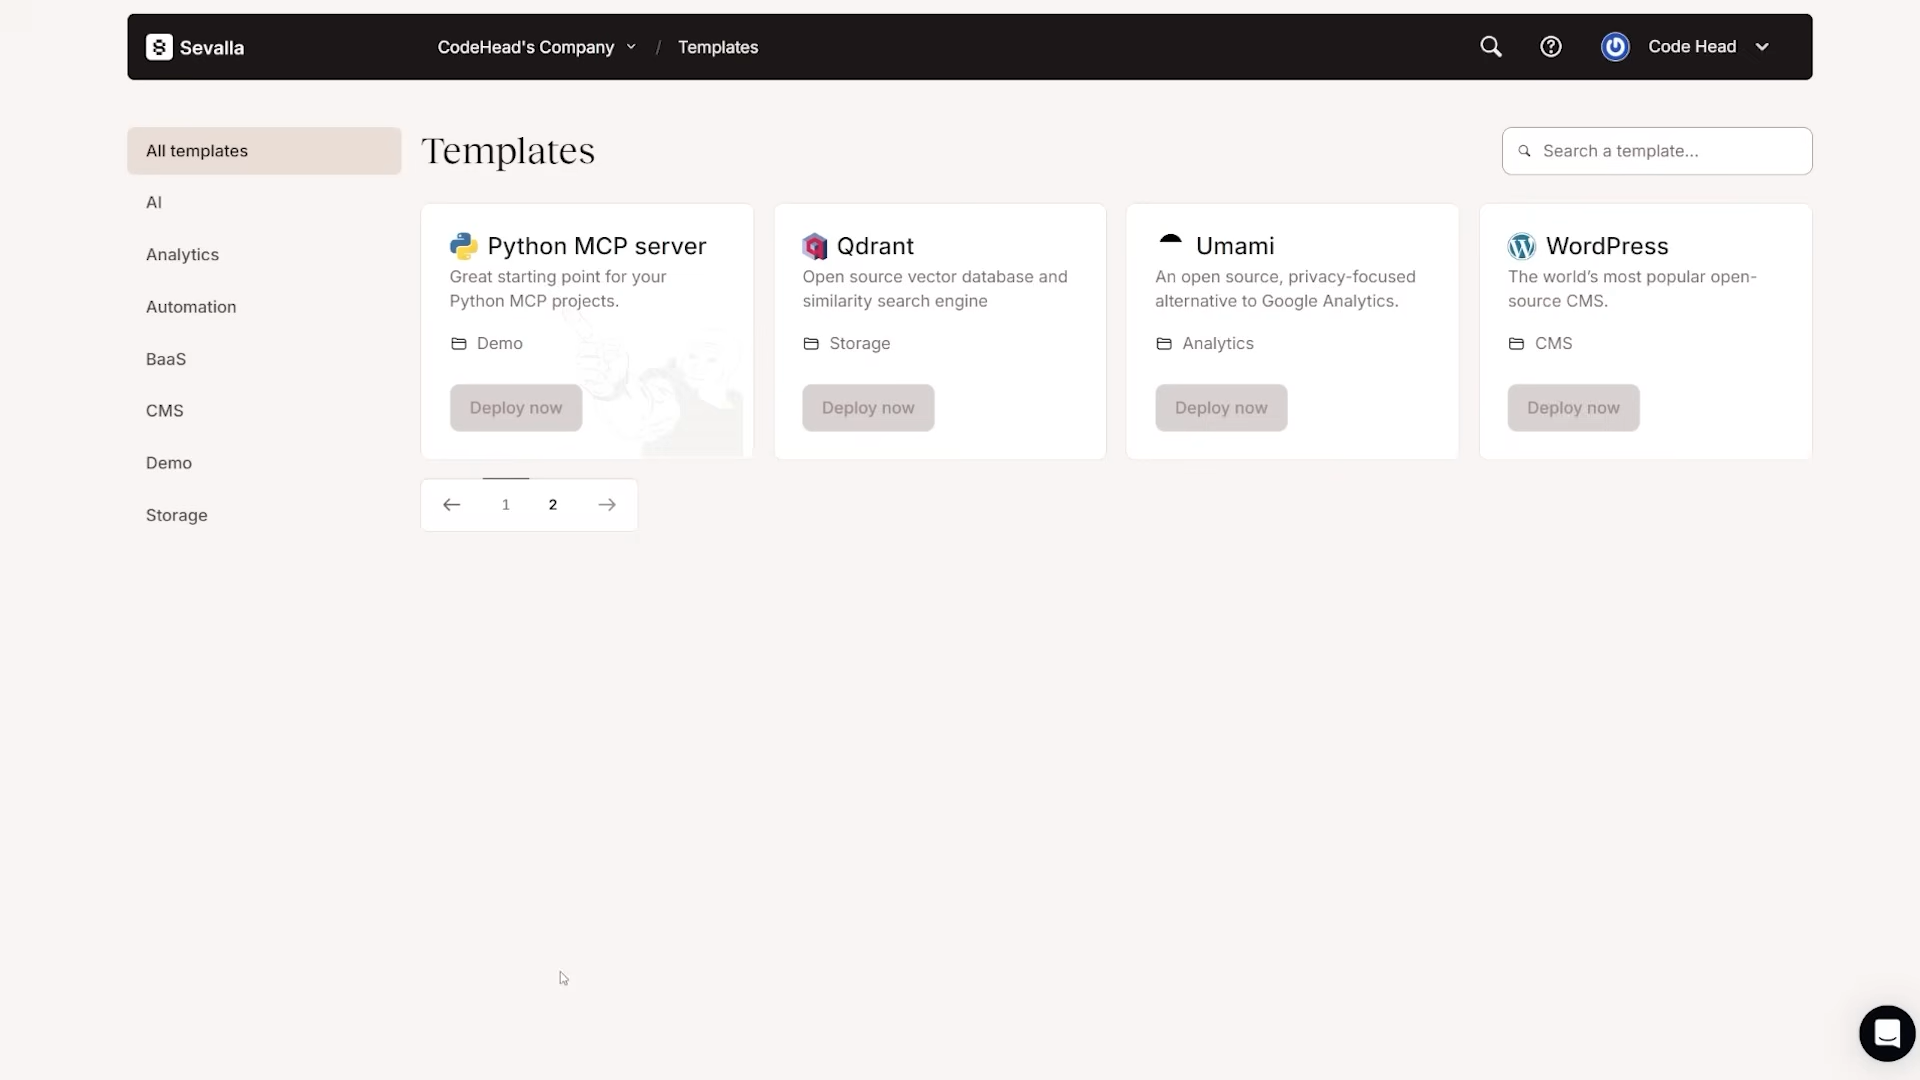 Sevalla
CodeHead's Company / Templates
Code Head
All templates
AI
Analytics
Automation
BaaS
CMS
Demo
Storage
Templates
Search a template...
Python MCP server
Great starting point for your
Python MCP projects.
Demo
Deploy now
Qdrant
Open source vector database and
similarity search engine
Storage
Deploy now
Umami
An open source, privacy-focused
alternative to Google Analytics.
Analytics
Deploy now
WordPress
The world’s most popular open-
source CMS.
CMS
Deploy now
1 2